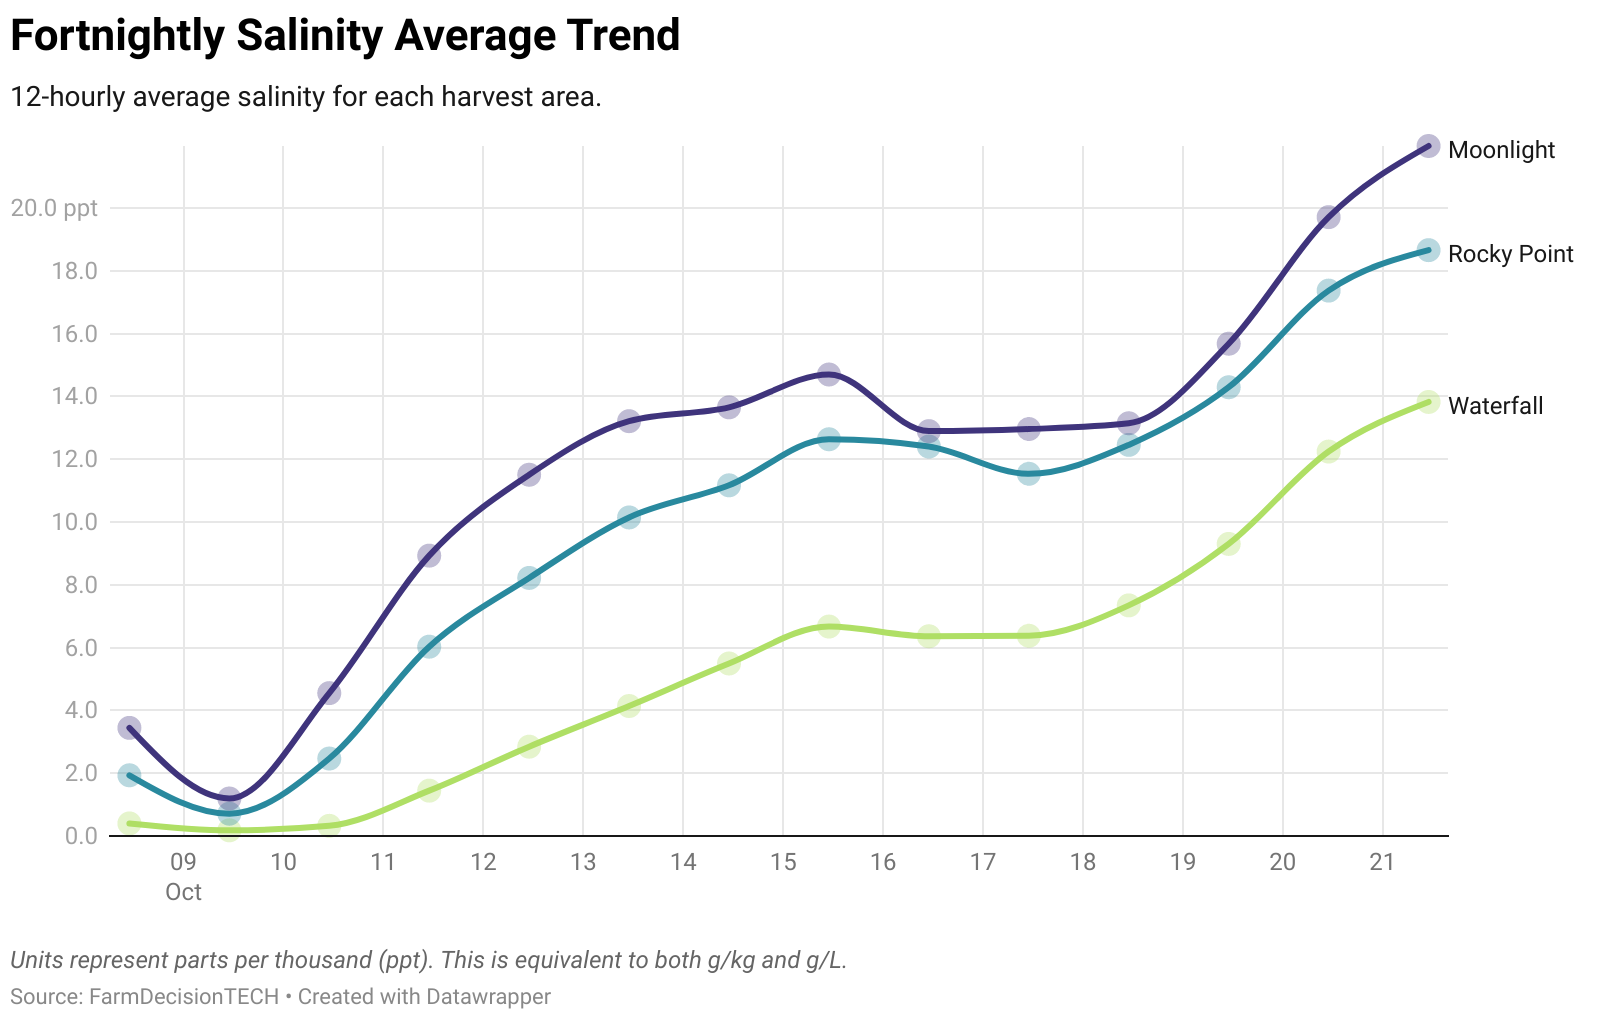 Fortnightly Salinity Average Trend
12-hourly average salinity for each harvest area.
Moonlight
20.0 ppt
Rocky Point
18.0
16.0
14.0
Waterfall
12.0
10.0
8.0
6.0
4.0
2.0
0.0
09 10 11 12 13 14 15 16 17 18 19 20 21
Oct
Units represent parts per thousand (ppt). This is equivalent to both g/kg and g/L.
Source: FarmDecisionTECH • Created with Datawrapper